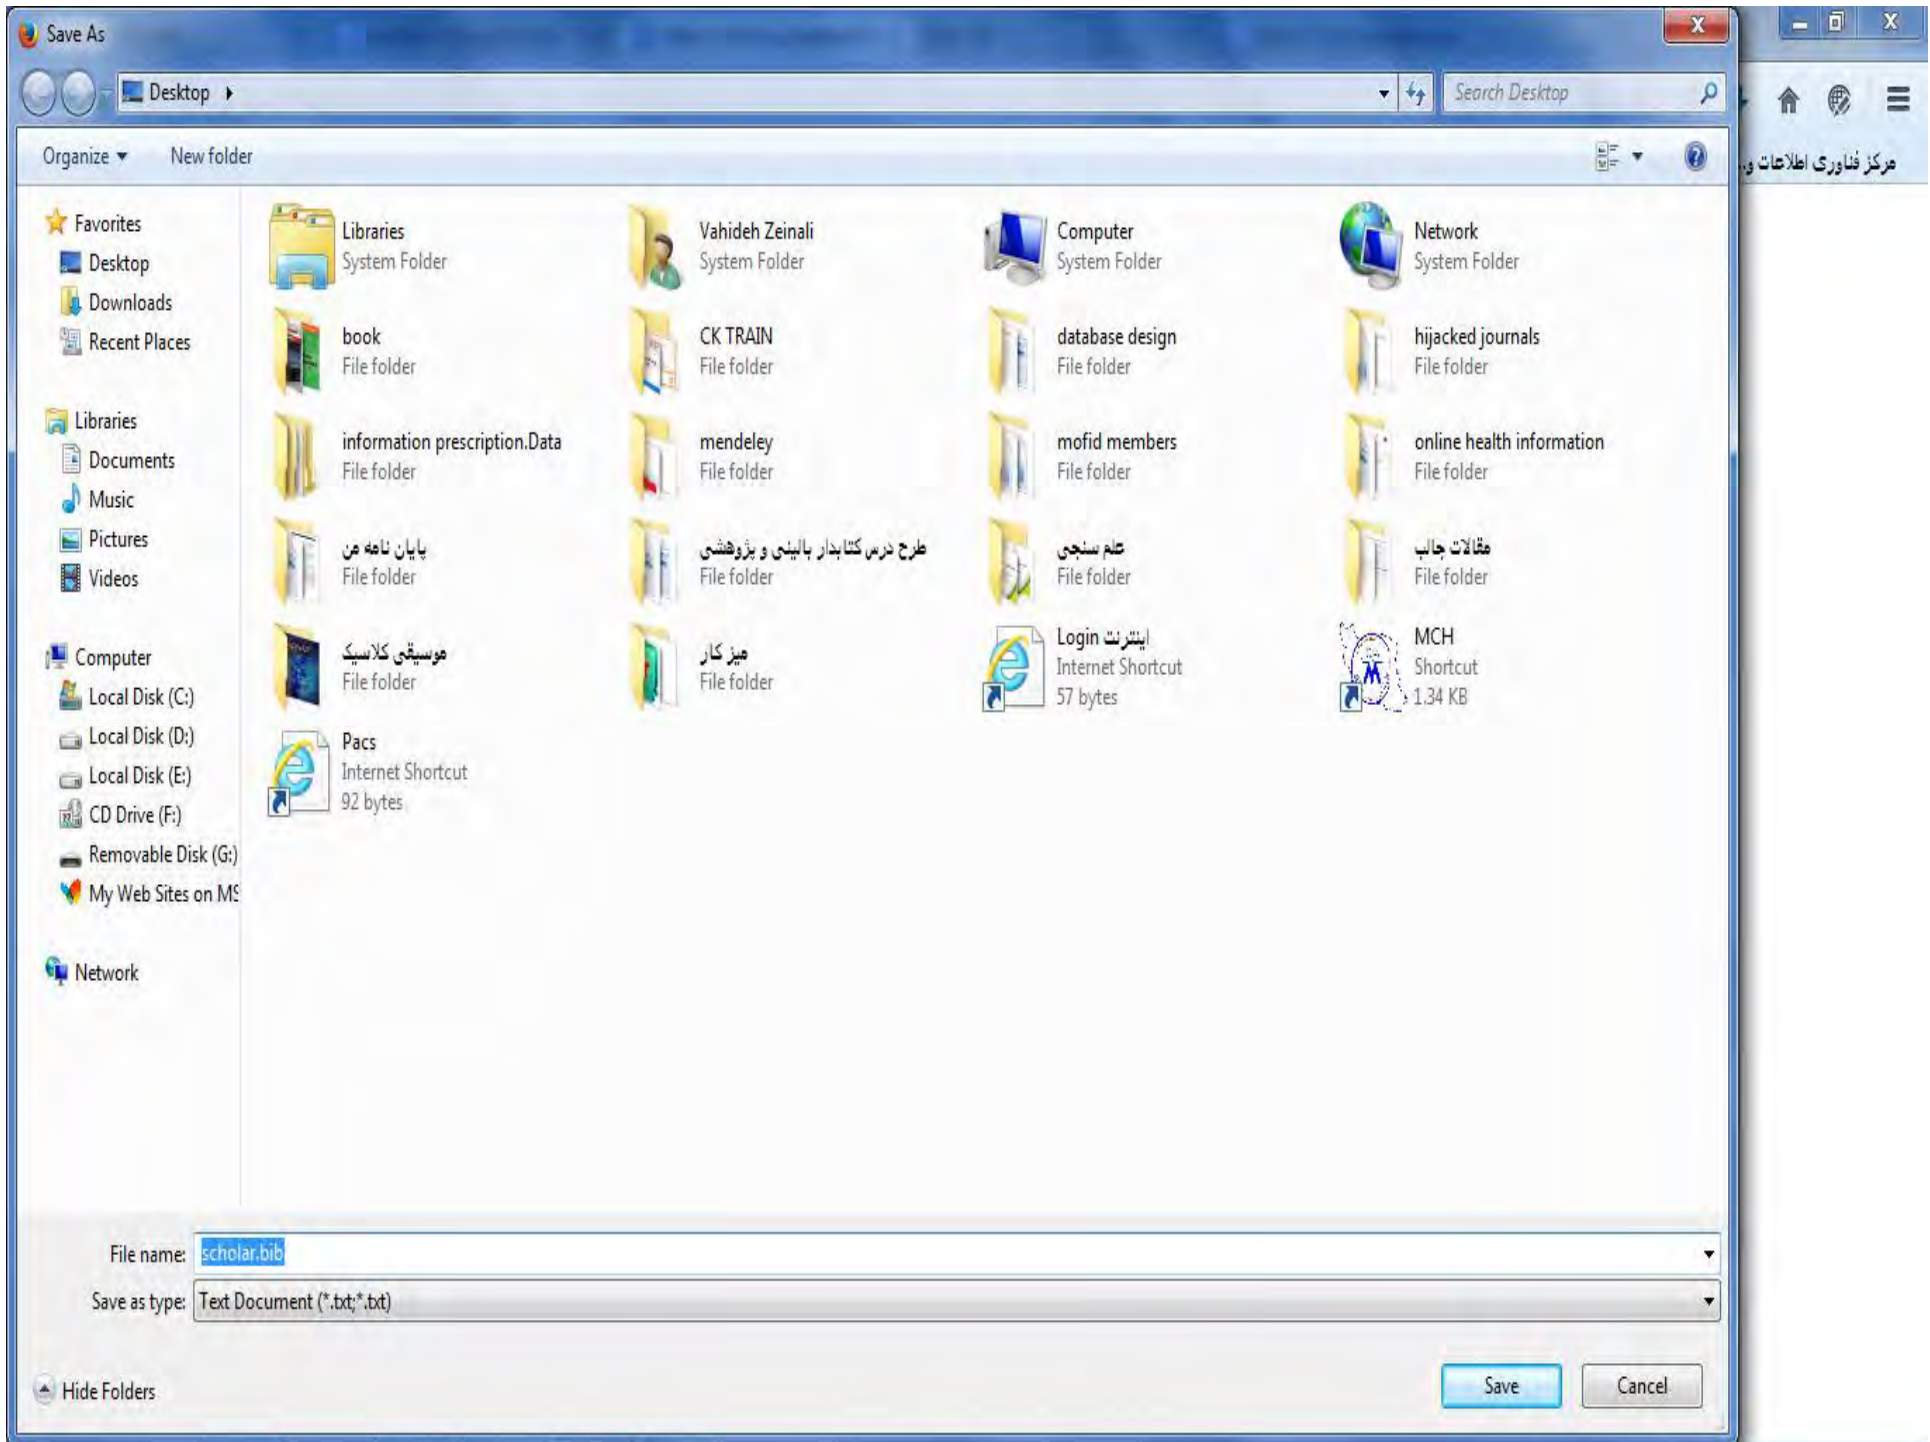 Save As
Desktop
Search Desktop
Organize
New folder
مرکز فناوری اطلاعات و..
Favorites
Desktop
Downloads
Recent Places
Libraries
Documents
Music
Pictures
Videos
Computer
Local Disk (C:)
Local Disk (D:)
Local Disk (E:)
CD Drive (F:)
Removable Disk (G:)
My Web Sites on MS
Network
Libraries
System Folder
Vahideh Zeinali
System Folder
Computer
System Folder
Network
System Folder
book
File folder
CK TRAIN
File folder
database design
File folder
hijacked journals
File folder
information prescription.Data
File folder
mendeley
File folder
mofid members
File folder
online health information
File folder
پایان نامه من
File folder
طرح درس کتابدار بالینی و پژوهشی
File folder
علم سنجی
File folder
مقالات جالب
File folder
موسیقی کلاسیک
File folder
میز کار
File folder
Login اینترنت
Internet Shortcut
57 bytes
MCH
Shortcut
1.34 KB
Pacs
Internet Shortcut
92 bytes
File name: scholar.bib
Save as type: Text Document (*.txt;*.txt)
Hide Folders
Save
Cancel